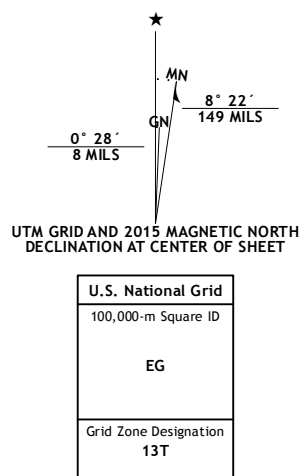 ★
MN
GN
8° 22´
149 MILS
0° 28´
8 MILS
UTM GRID AND 2015 MAGNETIC NORTH
DECLINATION AT CENTER OF SHEET
U.S. National Grid
100,000-m Square ID
EG
Grid Zone Designation
13T